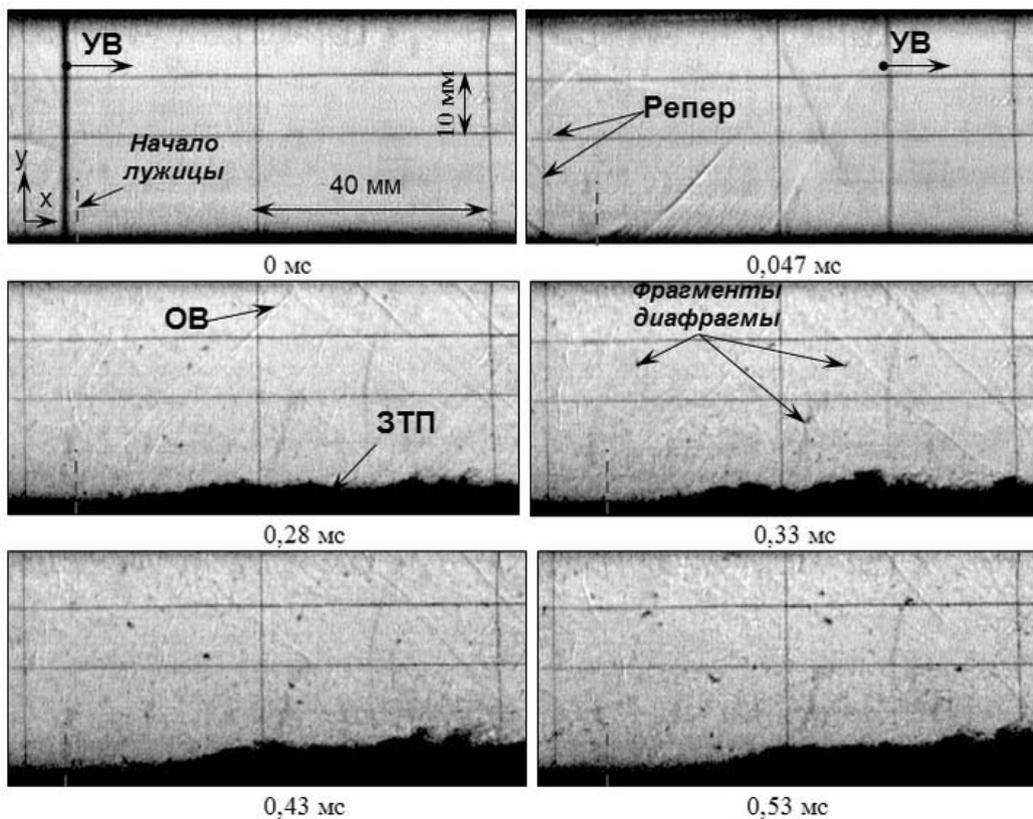 УВ
10 мм
Начало
лужицы
y
x
40 мм
0 мс
УВ
Репер
0,047 мс
ОВ
ЗТП
0,28 мс
Фрагменты
диафрагмы
0,33 мс
0,43 мс
0,53 мс